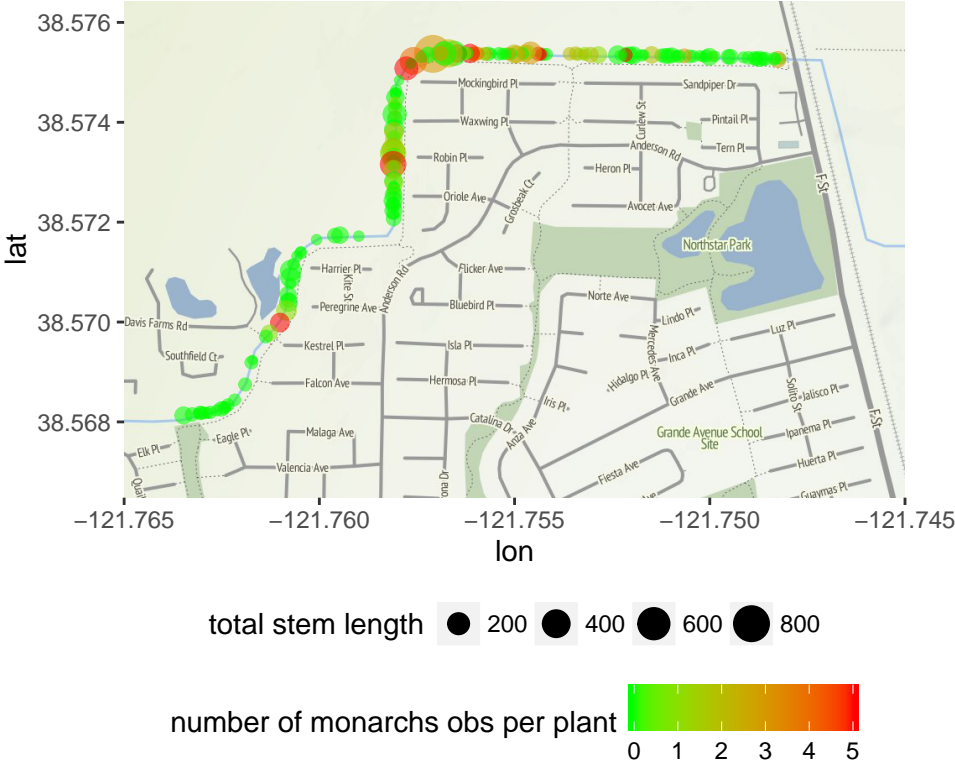 38.576
38.574
38.572
38.570
38.568
lat
Mockingbird Pl
Sandpiper Dr
Waxwing Pl
Curlew St
Pintail Pl
Anderson Rd
Tern Pl
Robin Pl
Heron Pl
F-St
Oriole Ave
Grosbeak Ct
Avocet Ave
Northstar Park
Harrier Pl
Kite St
Anderson Rd
Flicker Ave
Peregrine Ave
Bluebird Pl
Norte Ave
Davis Farms Rd
Lindo Pl
Luz Pl
Southfield Ct
Kestrel Pl
Isla Pl
Mercedes Ave
Inca Pl
Falcon Ave
Hermosa Pl
Hidalgo Pl
Grande Ave
Solito St
Jalisco Pl
Iris Pl
F-St
Catalina Dr
Anza Ave
Grande Avenue School
Site
Ipanema Pl
Elk Pl
Eagle Pl
Malaga Ave
Huerta Pl
Valencia Ave
Fiesta Ave
Quai
ona Dr
ve
Guaymas Pl
−121.765
−121.760
−121.755
−121.750
−121.745
lon
total stem length 200 400 600 800
number of monarchs obs per plant
0 1 2 3 4 5